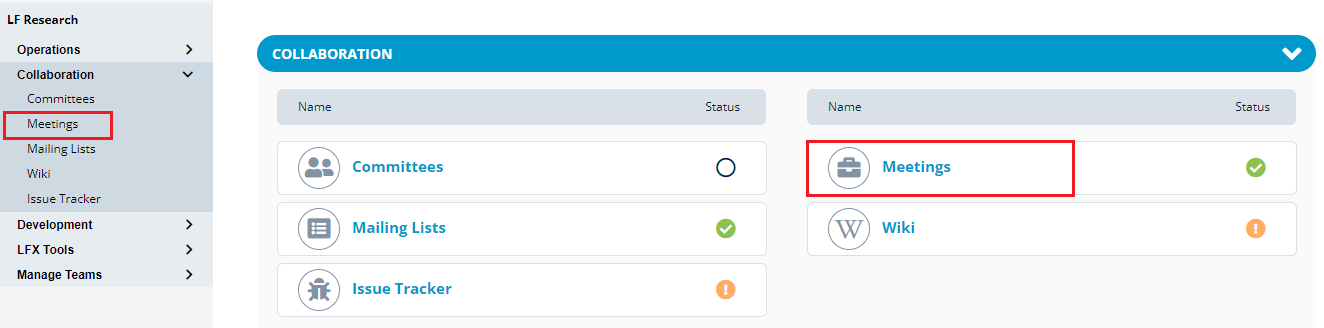 LF Research
Operations
Collaboration
Committees
Meetings
Mailing Lists
Wiki
Issue Tracker
Development
LFX Tools
Manage Teams
COLLABORATION
Name Status
Committees
Mailing Lists
Issue Tracker
Name Status
Meetings
W Wiki